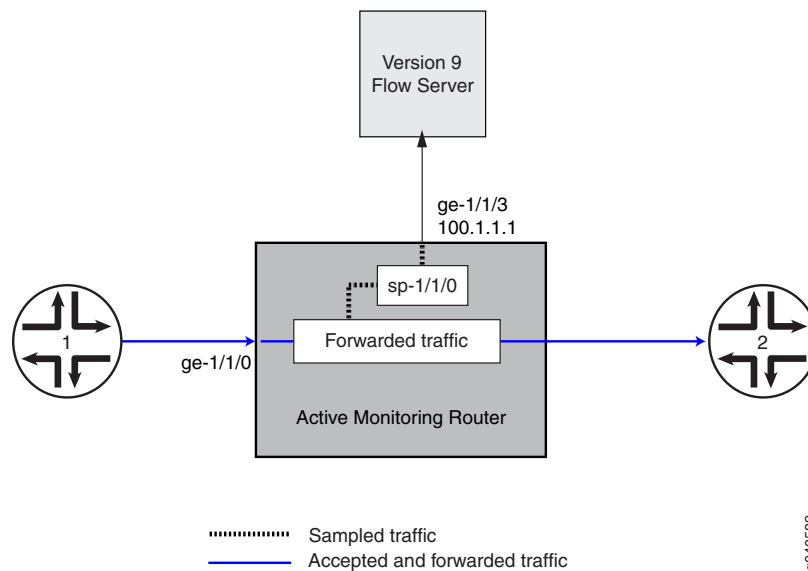 Version 9
Flow Server
ge-1/1/3
100.1.1.1
sp-1/1/0
1
Forwarded traffic
2
ge-1/1/0
Active Monitoring Router
Sampled traffic
Accepted and forwarded traffic